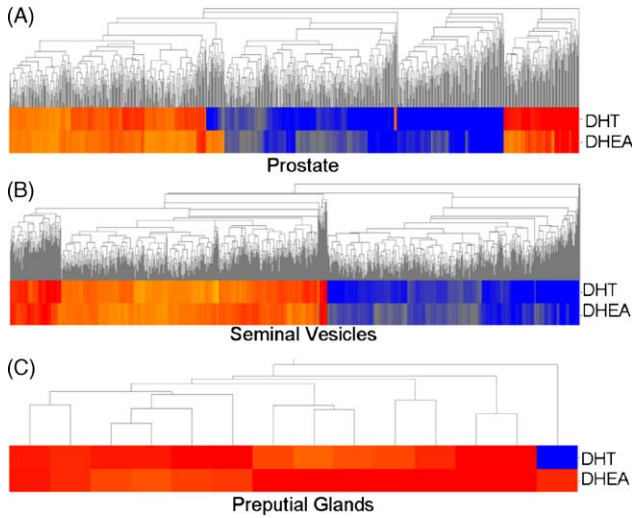 (A)
DHT
DHEA
Prostate
(B)
DHT
DHEA
Seminal Vesicles
(C)
DHT
DHEA
Preputial Glands